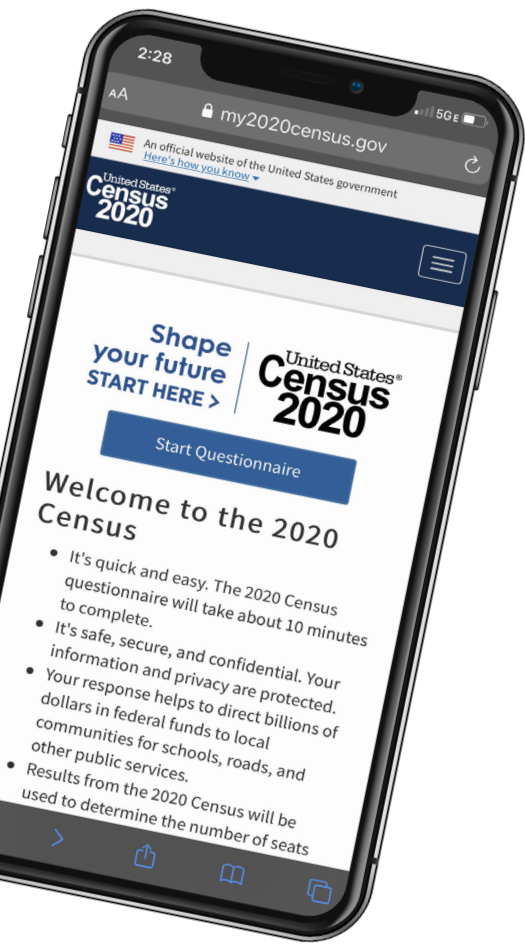 2:28
5G E
AA
my2020census.gov
An official website of the United States government
Here's how you know
United States®
Census
2020
Shape
your future
START HERE >
United States®
Census
2020
Start Questionnaire
Welcome to the 2020
Census
• It's quick and easy. The 2020 Census
questionnaire will take about 10 minutes
to complete.
• It's safe, secure, and confidential. Your
information and privacy are protected.
• Your response helps to direct billions of
dollars in federal funds to local
communities for schools, roads, and
other public services.
• Results from the 2020 Census will be
used to determine the number of seats